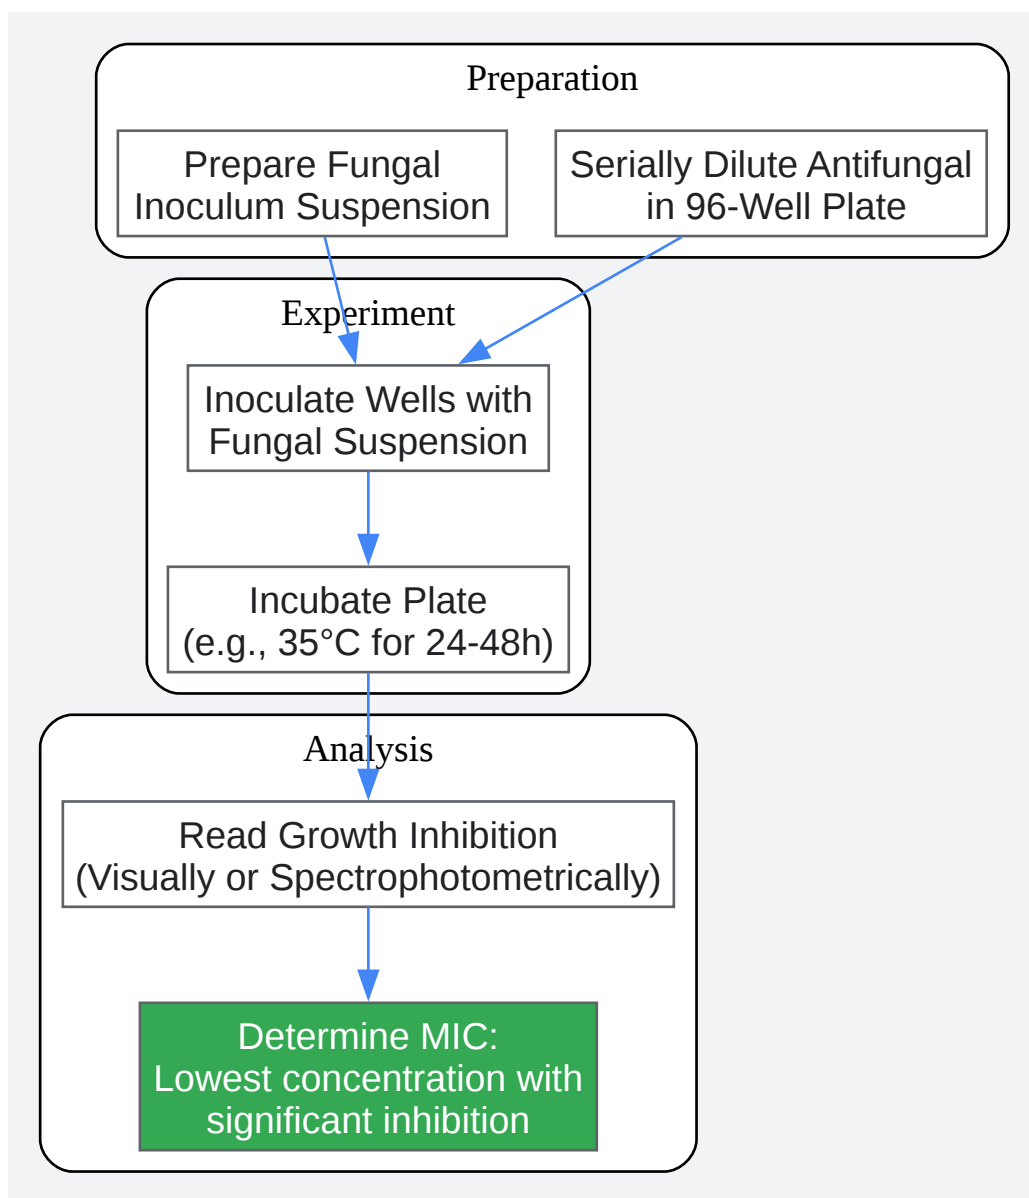 Preparation
Prepare Fungal
Inoculum Suspension
Serially Dilute Antifungal
in 96-Well Plate
Experiment
Inoculate Wells with
Fungal Suspension
Incubate Plate
(e.g., 35°C for 24-48h)
Analysis
Read Growth Inhibition
(Visually or Spectrophotometrically)
Determine MIC:
Lowest concentration with
significant inhibition